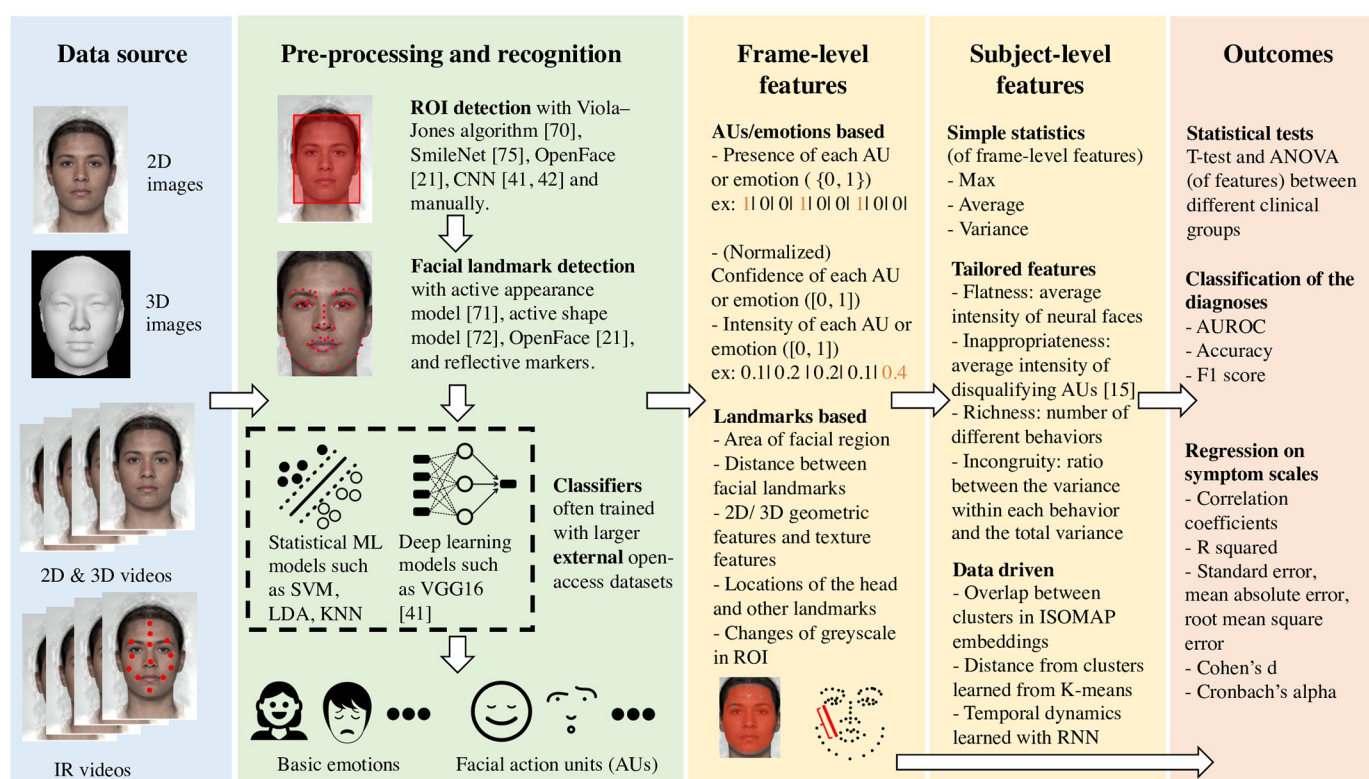 Data source
2D
images
3D
images
2D & 3D videos
IR videos
Pre-processing and recognition
ROI detection with Viola–
Jones algorithm [70],
SmileNet [75], OpenFace
[21], CNN [41, 42] and
manually.
Facial landmark detection
with active appearance
model [71], active shape
model [72], OpenFace [21],
and reflective markers.
Statistical ML
models such
as SVM,
LDA, KNN
Deep learning
models such
as VGG16
[41]
Classifiers
often trained
with larger
external open-
access datasets
Basic emotions
Facial action units (AUs)
Frame-level
features
AUs/emotions based
- Presence of each AU
or emotion ( {0, 1})
ex: 1| 0| 0| 1| 0| 0| 1| 0| 0|
- (Normalized)
Confidence of each AU
or emotion ([0, 1])
- Intensity of each AU or
emotion ([0, 1])
ex: 0.1| 0.2 | 0.2| 0.1| 0.4
Landmarks based
- Area of facial region
- Distance between
facial landmarks
- 2D/ 3D geometric
features and texture
features
- Locations of the head
and other landmarks
- Changes of greyscale
in ROI
Subject-level
features
Simple statistics
(of frame-level features)
- Max
- Average
- Variance
Tailored features
- Flatness: average
intensity of neural faces
- Inappropriateness:
average intensity of
disqualifying AUs [15]
- Richness: number of
different behaviors
- Incongruity: ratio
between the variance
within each behavior
and the total variance
Data driven
- Overlap between
clusters in ISOMAP
embeddings
- Distance from clusters
learned from K-means
- Temporal dynamics
learned with RNN
Outcomes
Statistical tests
T-test and ANOVA
(of features) between
different clinical
groups
Classification of the
diagnoses
- AUROC
- Accuracy
- F1 score
Regression on
symptom scales
- Correlation
coefficients
- R squared
- Standard error,
mean absolute error,
root mean square
error
- Cohen's d
- Cronbach's alpha